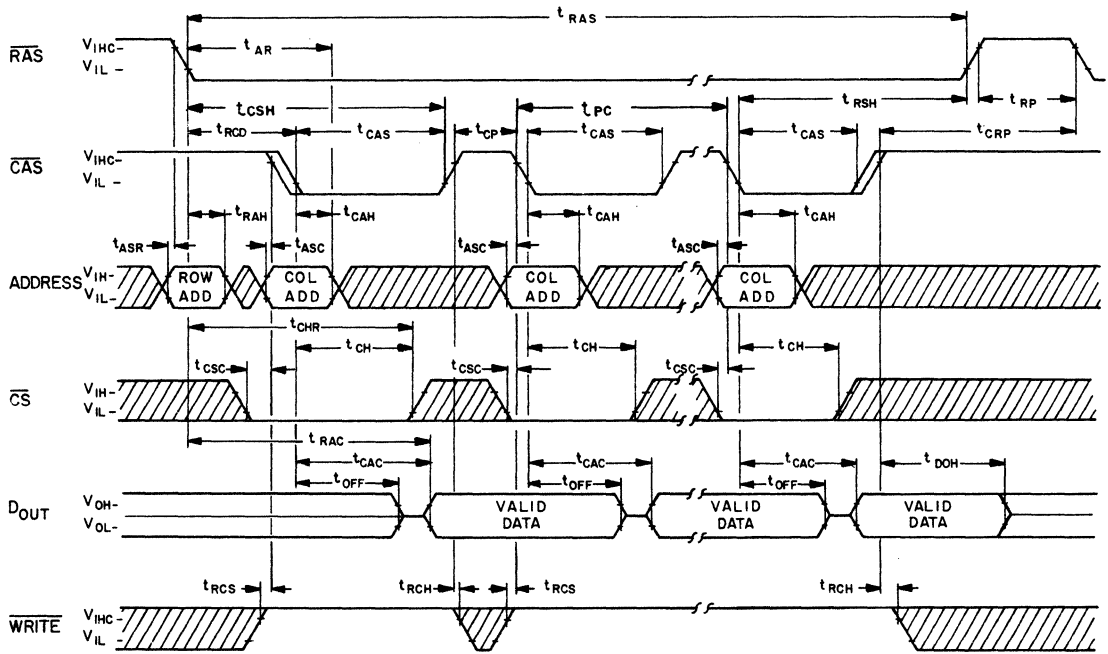 t RAS
RAS VIHC-
VIL -
t AR
tCSH tPC tRSH tRP
tRCD tCAS tCP tCAS tCAS tCRP
CAS VIHC-
VIL -
tRAH tCAH tCAH tCAH
tASR tASC tASC tASC
ADDRESS VIH-
VIL-
ROW ADD
COL ADD
COL ADD
COL ADD
tCHR
tCH tCH tCH
tCSC tCSC tCSC
CS VIH-
VIL-
tRAC
tCAC tCAC tCAC tDOH
tOFF tOFF tOFF
DOUT VOH-
VOL-
VALID DATA
VALID DATA
VALID DATA
tRCS tRCH tRCS tRCH
WRITE VIHC-
VIL -